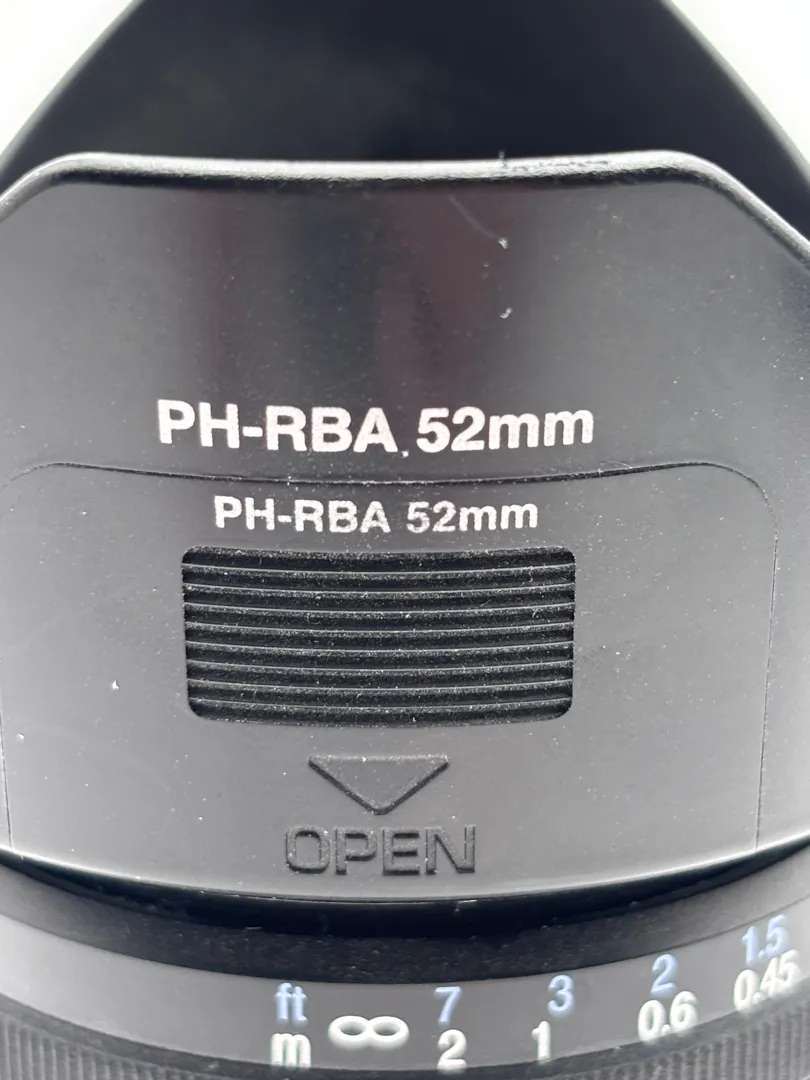 PH-RBA 52mm
PH-RBA 52mm
OPEN
ft 7 3 2 1.5
m ∞ 2 1 0.6 0.45